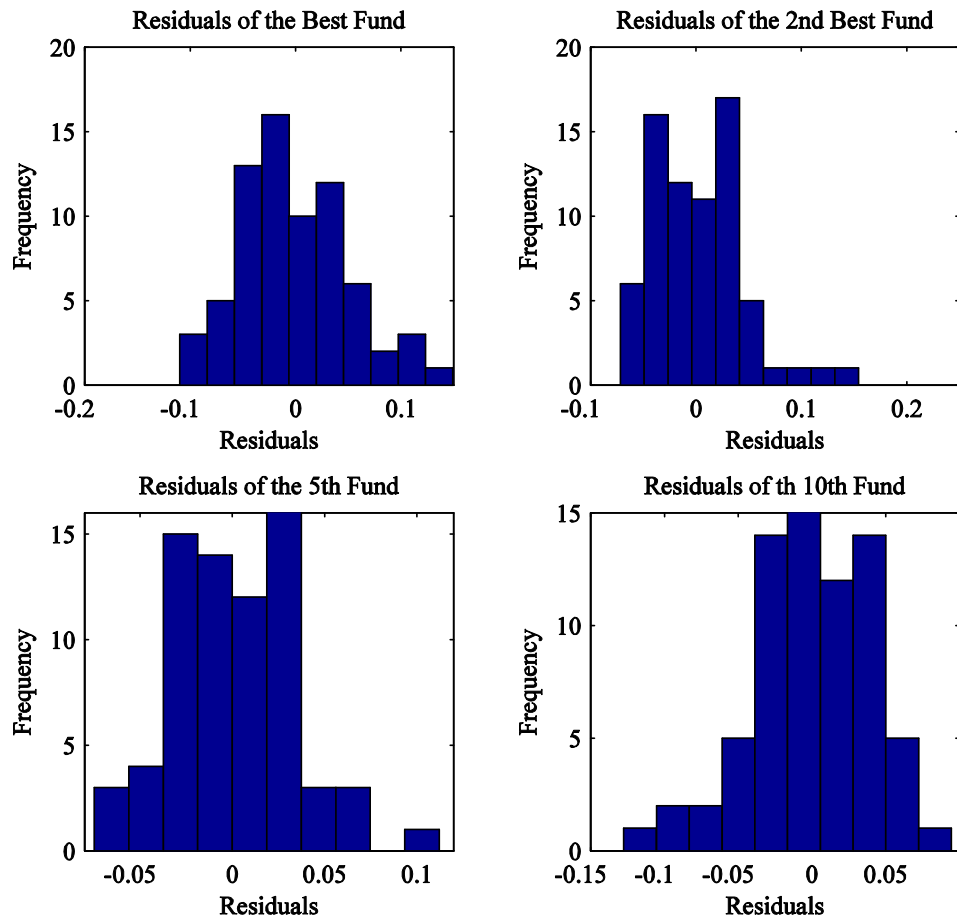 Residuals of the Best Fund
20
15
10
5
0
Frequency
-0.2 -0.1 0 0.1
Residuals
Residuals of the 2nd Best Fund
20
15
10
5
0
Frequency
-0.1 0 0.1 0.2
Residuals
Residuals of the 5th Fund
15
10
5
0
Frequency
-0.05 0 0.05 0.1
Residuals
Residuals of th 10th Fund
15
10
5
0
Frequency
-0.15 -0.1 -0.05 0 0.05
Residuals